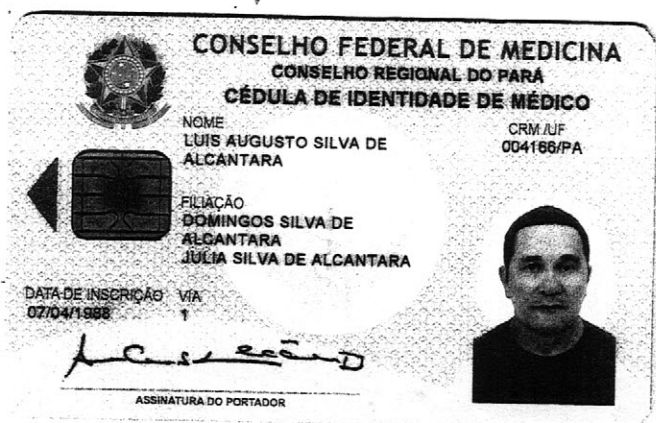 CONSELHO FEDERAL DE MEDICINA
CONSELHO REGIONAL DO PARÁ
CÉDULA DE IDENTIDADE DE MÉDICO
NOME
LUIS AUGUSTO SILVA DE
ALCANTARA
CRM /UF
004166/PA
FILIAÇÃO
DOMINGOS SILVA DE
ALCANTARA
JULIA SILVA DE ALCANTARA
DATA DE INSCRIÇÃO VIA
07/04/1988 1
ASSINATURA DO PORTADOR